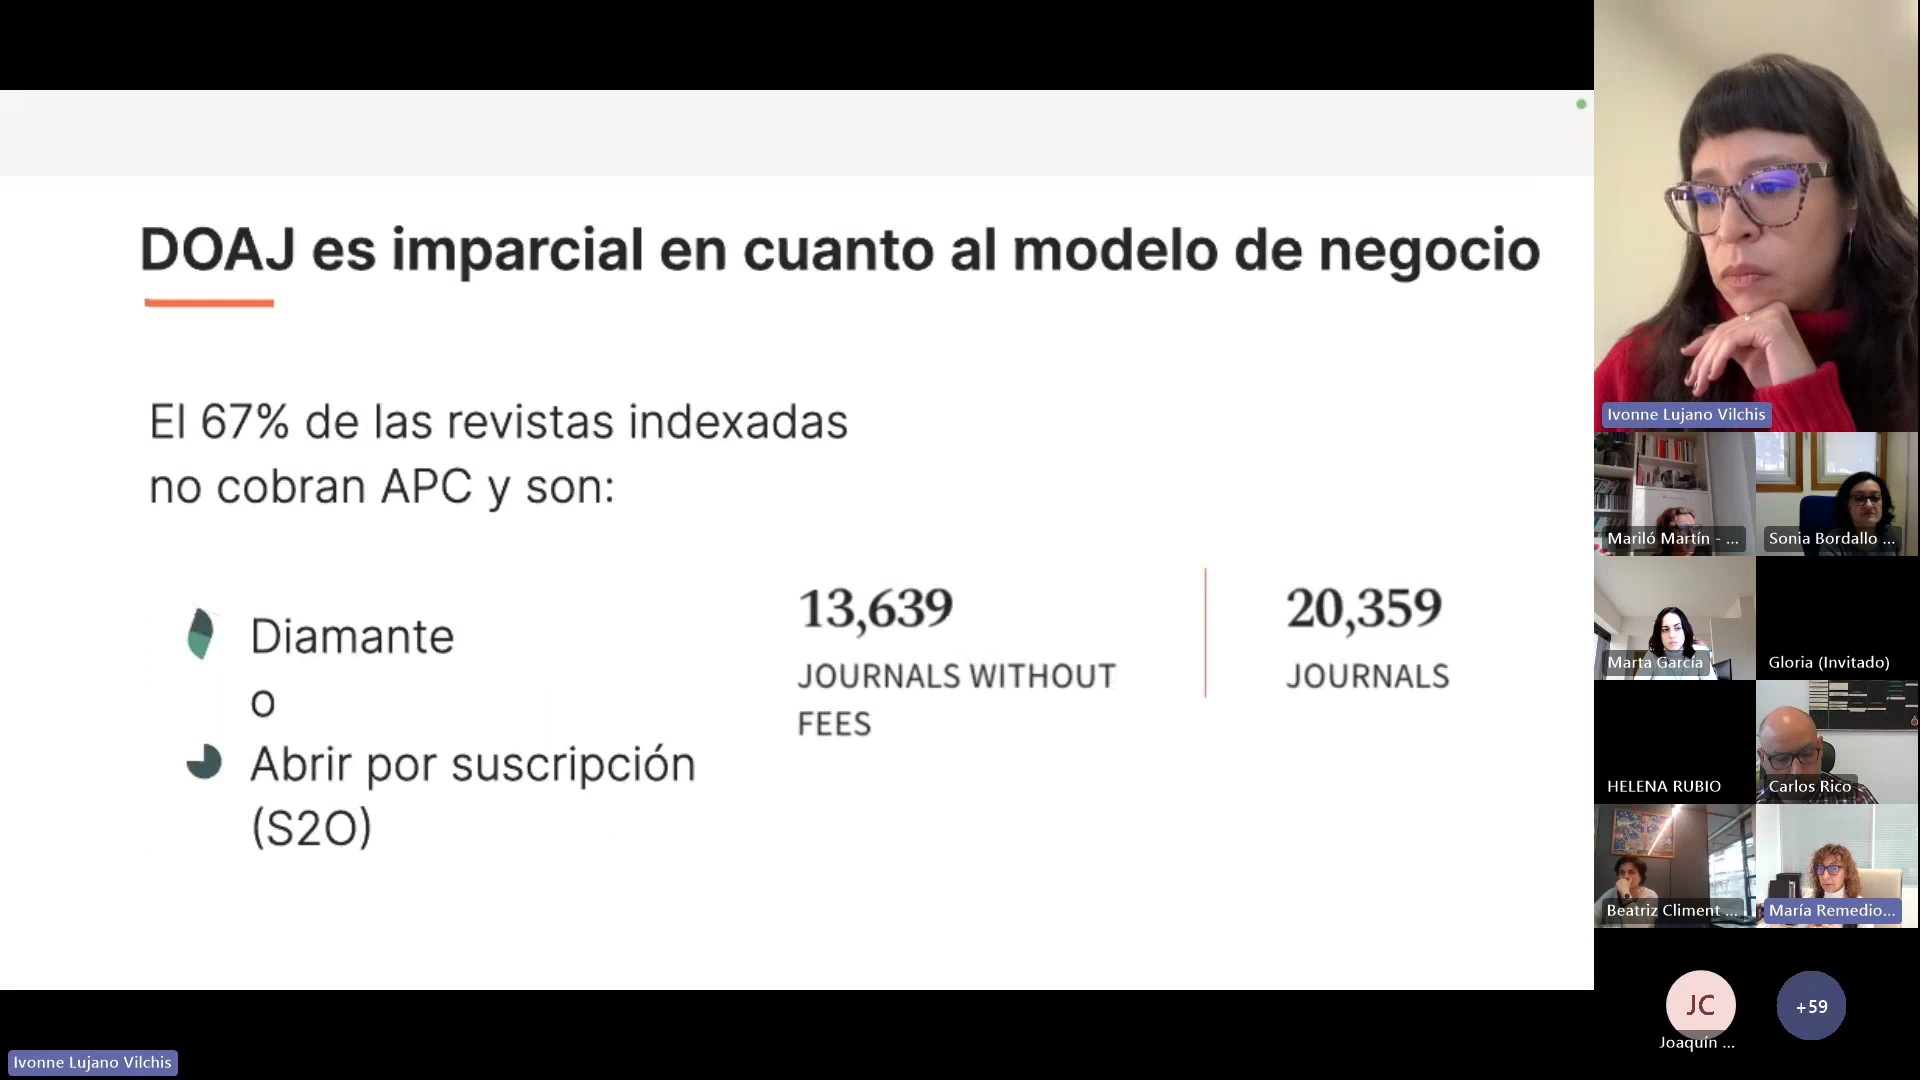 DOAJ es imparcial en cuanto al modelo de negocio
El 67% de las revistas indexadas
no cobran APC y son:
Diamante
o
Abrir por suscripción
(S2O)
13,639
JOURNALS WITHOUT
FEES
20,359
JOURNALS
Ivonne Lujano Vilchis
Mariló Martín - ...
Sonia Bordallo ...
Marta García
Gloria (Invitado)
HELENA RUBIO
Carlos Rico
Beatriz Climent ...
María Remedio...
JC
Joaquín ...
+59
Ivonne Lujano Vilchis